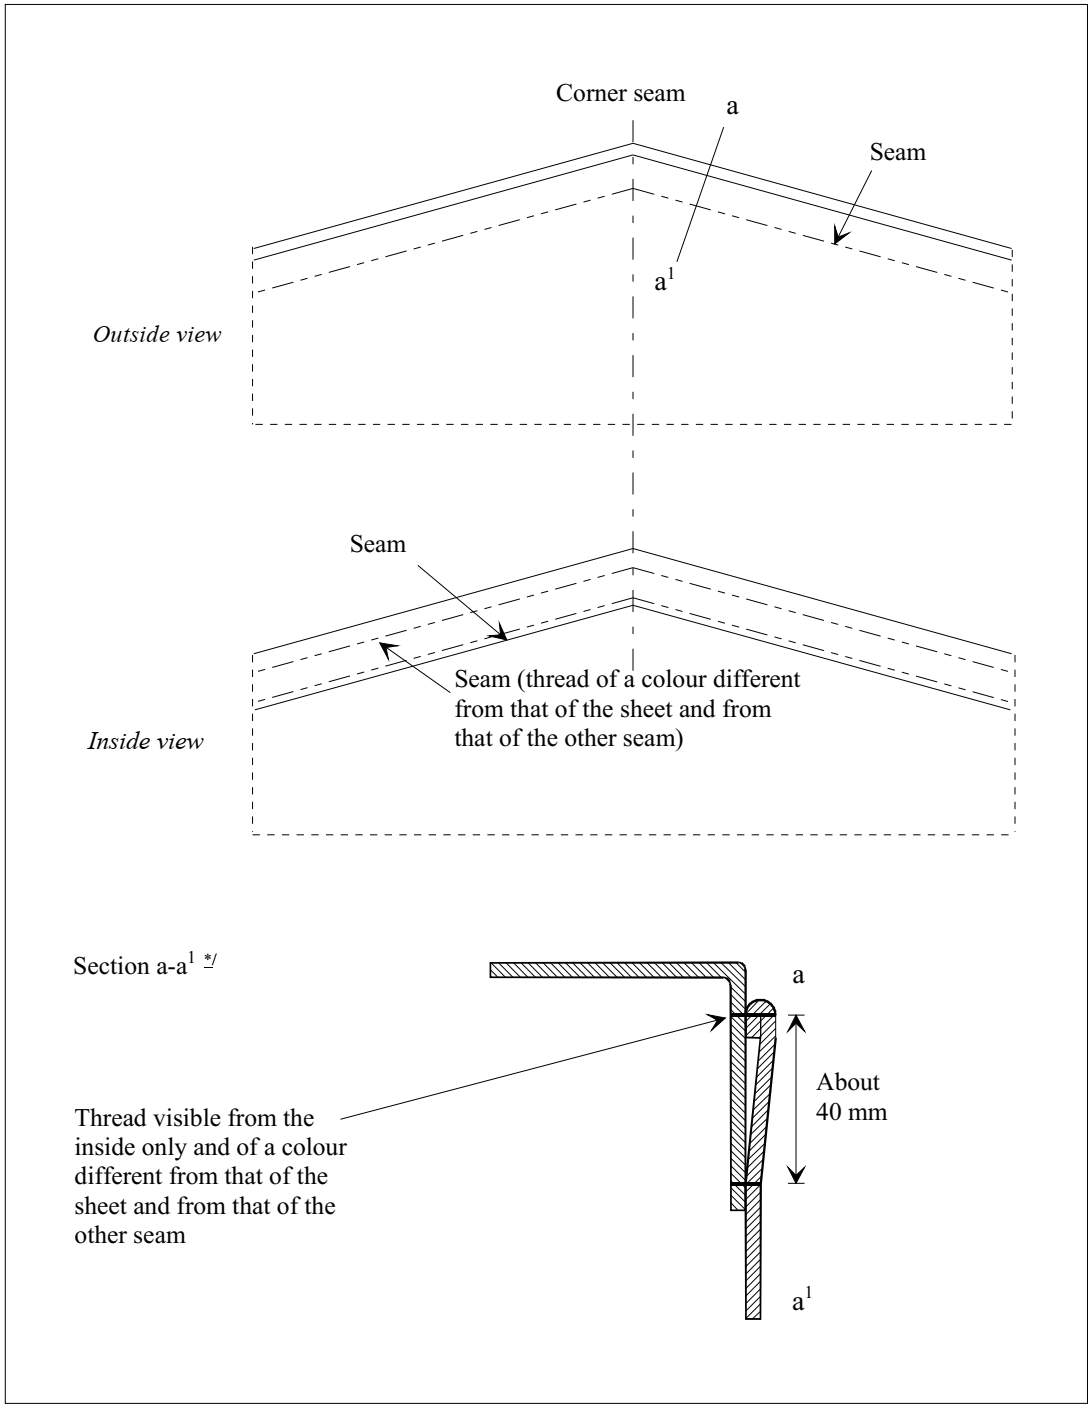 Corner seam
a
Seam
a¹
Outside view
Seam
Seam (thread of a colour different
from that of the sheet and from
that of the other seam)
Inside view
Section a-a¹ */
a
About
40 mm
Thread visible from the
inside only and of a colour
different from that of the
sheet and from that of the
other seam
a¹